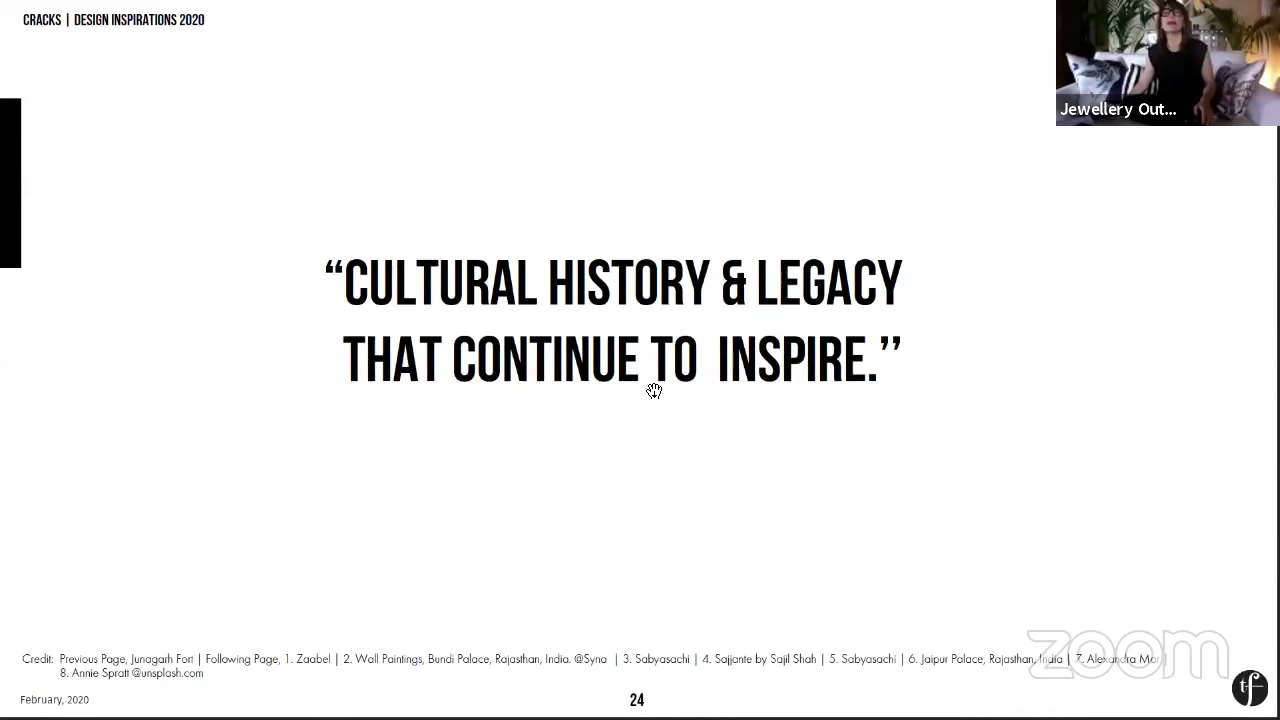 CRACKS | DESIGN INSPIRATIONS 2020
Jewellery Out...
“CULTURAL HISTORY & LEGACY
THAT CONTINUE TO INSPIRE.’’
Credit: Previous Page, Junagarh Fort | Following Page, 1. Zaabel | 2. Wall Paintings, Bundi Palace, Rajasthan, India. @Syna | 3. Sabyasachi | 4. Sajjante by Sajil Shah | 5. Sabyasachi | 6. Jaipur Palace, Rajasthan, India | 7. Alexandra Mor |
8. Annie Spratt @unsplash.com
zoom
February, 2020
24
tf